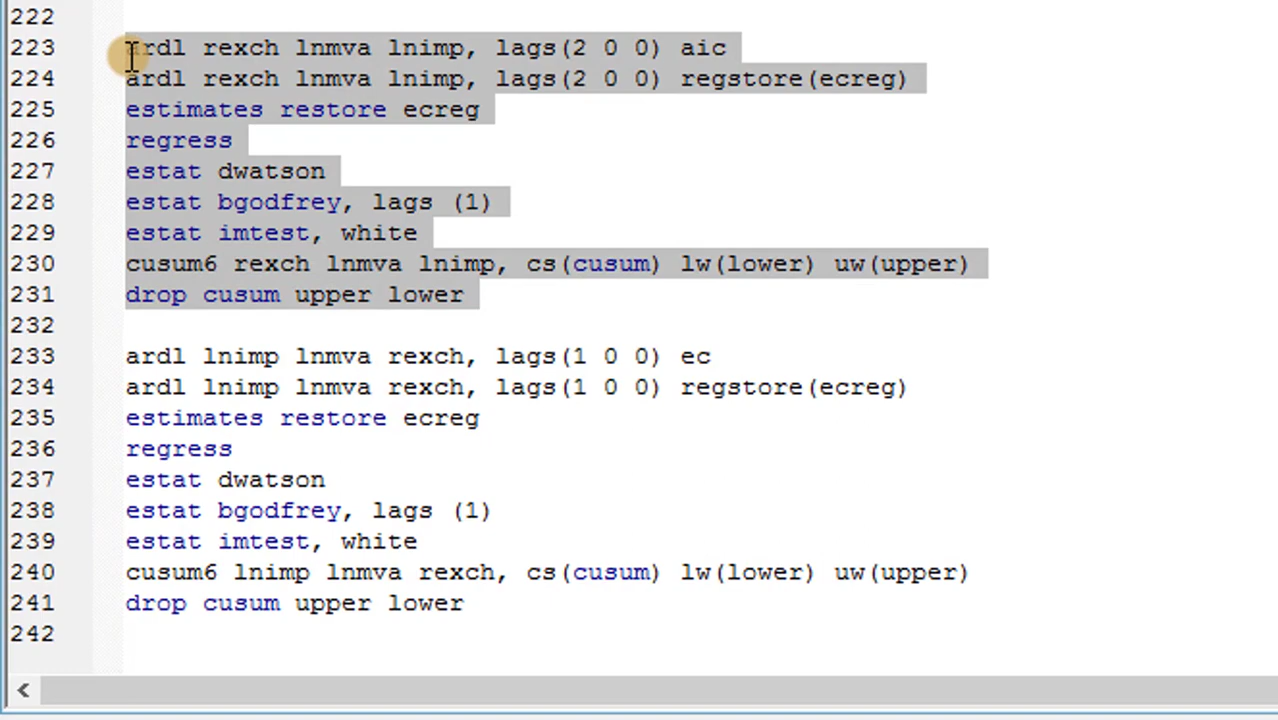 222
223 ardl rexch lnmva lnimp, lags(2 0 0) aic
224 ardl rexch lnmva lnimp, lags(2 0 0) regstore(ecreg)
225 estimates restore ecreg
226 regress
227 estat dwatson
228 estat bgodfrey, lags (1)
229 estat imtest, white
230 cusum6 rexch lnmva lnimp, cs(cusum) lw(lower) uw(upper)
231 drop cusum upper lower
232
233 ardl lnimp lnmva rexch, lags(1 0 0) ec
234 ardl lnimp lnmva rexch, lags(1 0 0) regstore(ecreg)
235 estimates restore ecreg
236 regress
237 estat dwatson
238 estat bgodfrey, lags (1)
239 estat imtest, white
240 cusum6 lnimp lnmva rexch, cs(cusum) lw(lower) uw(upper)
241 drop cusum upper lower
242